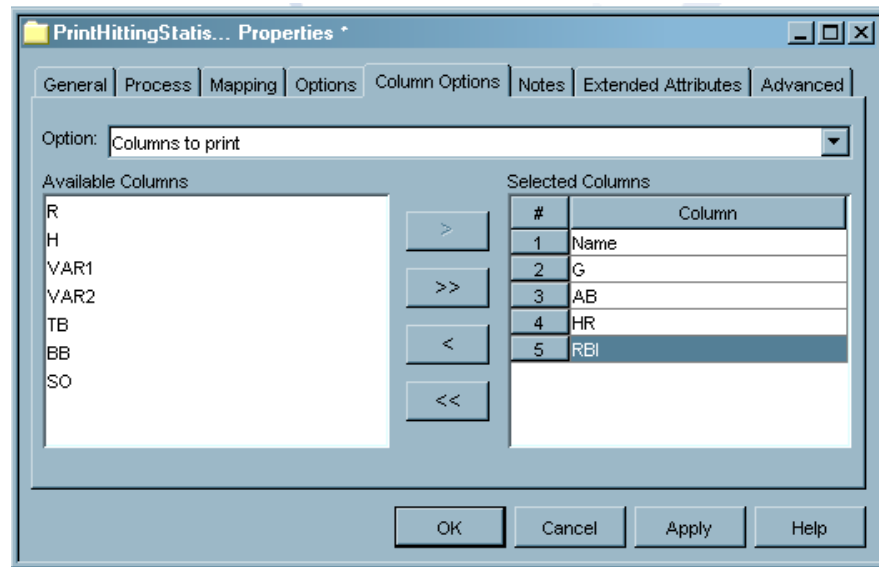 PrintHittingStatis... Properties *
General Process Mapping Options Column Options Notes Extended Attributes Advanced
Option: Columns to print
Available Columns
R
H
VAR1
VAR2
TB
BB
SO
>
>>
<
<<
Selected Columns
# Column
1 Name
2 G
3 AB
4 HR
5 RBI
OK Cancel Apply Help